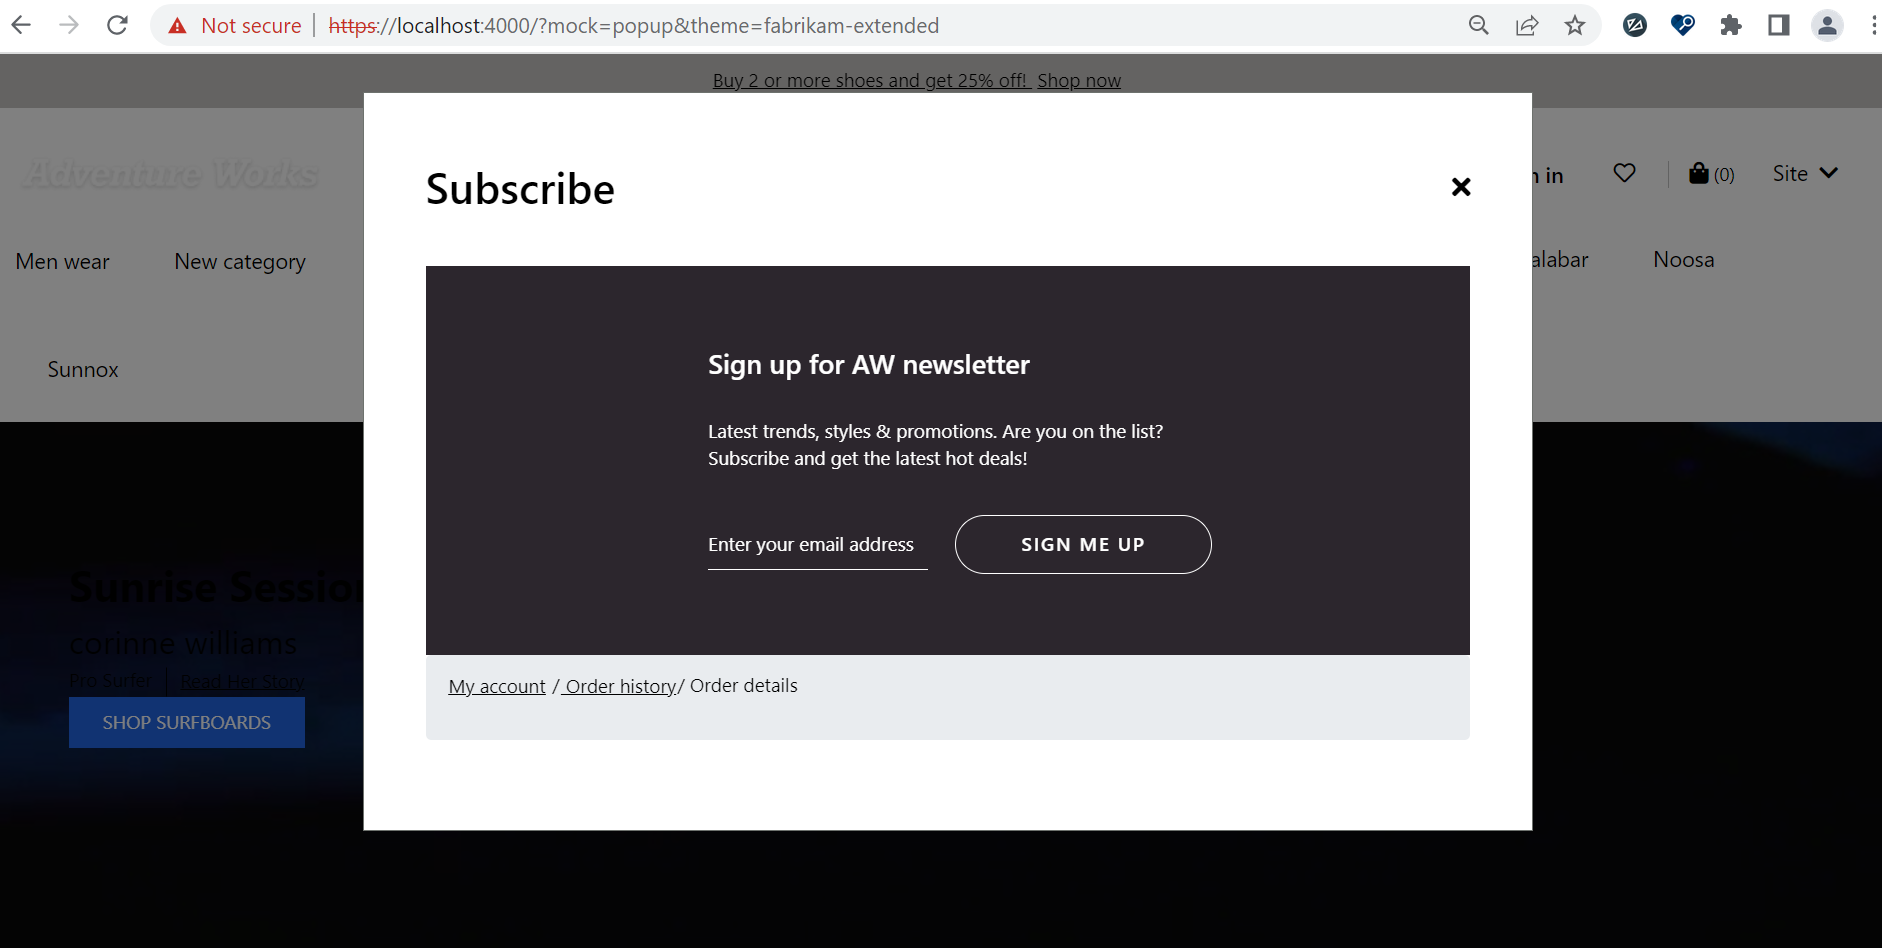 Not secure | https://localhost:4000/?mock=popup&theme=fabrikam-extended
Buy 2 or more shoes and get 25% off! Shop now
Adventure Works
Subscribe
in
(0)
Site
Men wear
New category
alabar
Noosa
Sunnox
Sign up for AW newsletter
Latest trends, styles & promotions. Are you on the list?
Subscribe and get the latest hot deals!
Enter your email address
SIGN ME UP
Sunrise Session
corinne williams
Pro Surfer | Read Her Story
SHOP SURFBOARDS
My account / Order history/ Order details